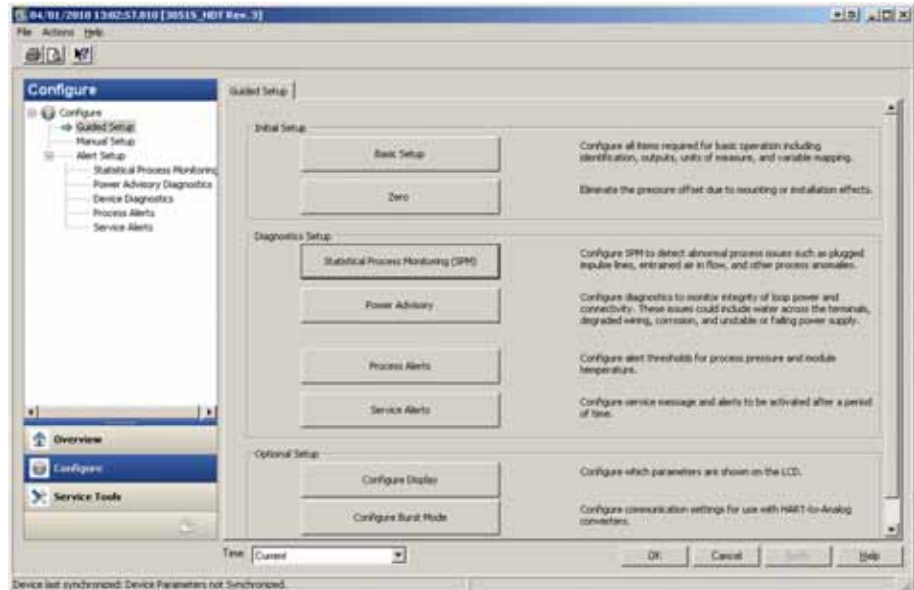 04/01/2010 13:02:57.810 [3051S_HDT Rev. 3]
File Actions Help
Configure
Configure
Guided Setup
Manual Setup
Alert Setup
Statistical Process Monitoring
Power Advisory Diagnostics
Device Diagnostics
Process Alerts
Service Alerts
Overview
Configure
Service Tools
Guided Setup
Initial Setup
Basic Setup
Configure all items required for basic operation including
identification, outputs, units of measure, and variable mapping.
Zero
Eliminate the pressure offset due to mounting or installation effects.
Diagnostics Setup
Statistical Process Monitoring (SPM)
Configure SPM to detect abnormal process issues such as plugged
impulse lines, entrained air in flow, and other process anomalies.
Power Advisory
Configure diagnostics to monitor integrity of loop power and
connectivity. These issues could include water across the terminals,
degraded wiring, corrosion, and unstable or failing power supply.
Process Alerts
Configure alert thresholds for process pressure and module
temperature.
Service Alerts
Configure service message and alerts to be activated after a period
of time.
Optional Setup
Configure Display
Configure which parameters are shown on the LCD.
Configure Burst Mode
Configure communication settings for use with HART-to-Analog
converters.
Time: Current
OK Cancel Help
Device last synchronized: Device Parameters not Synchronized.